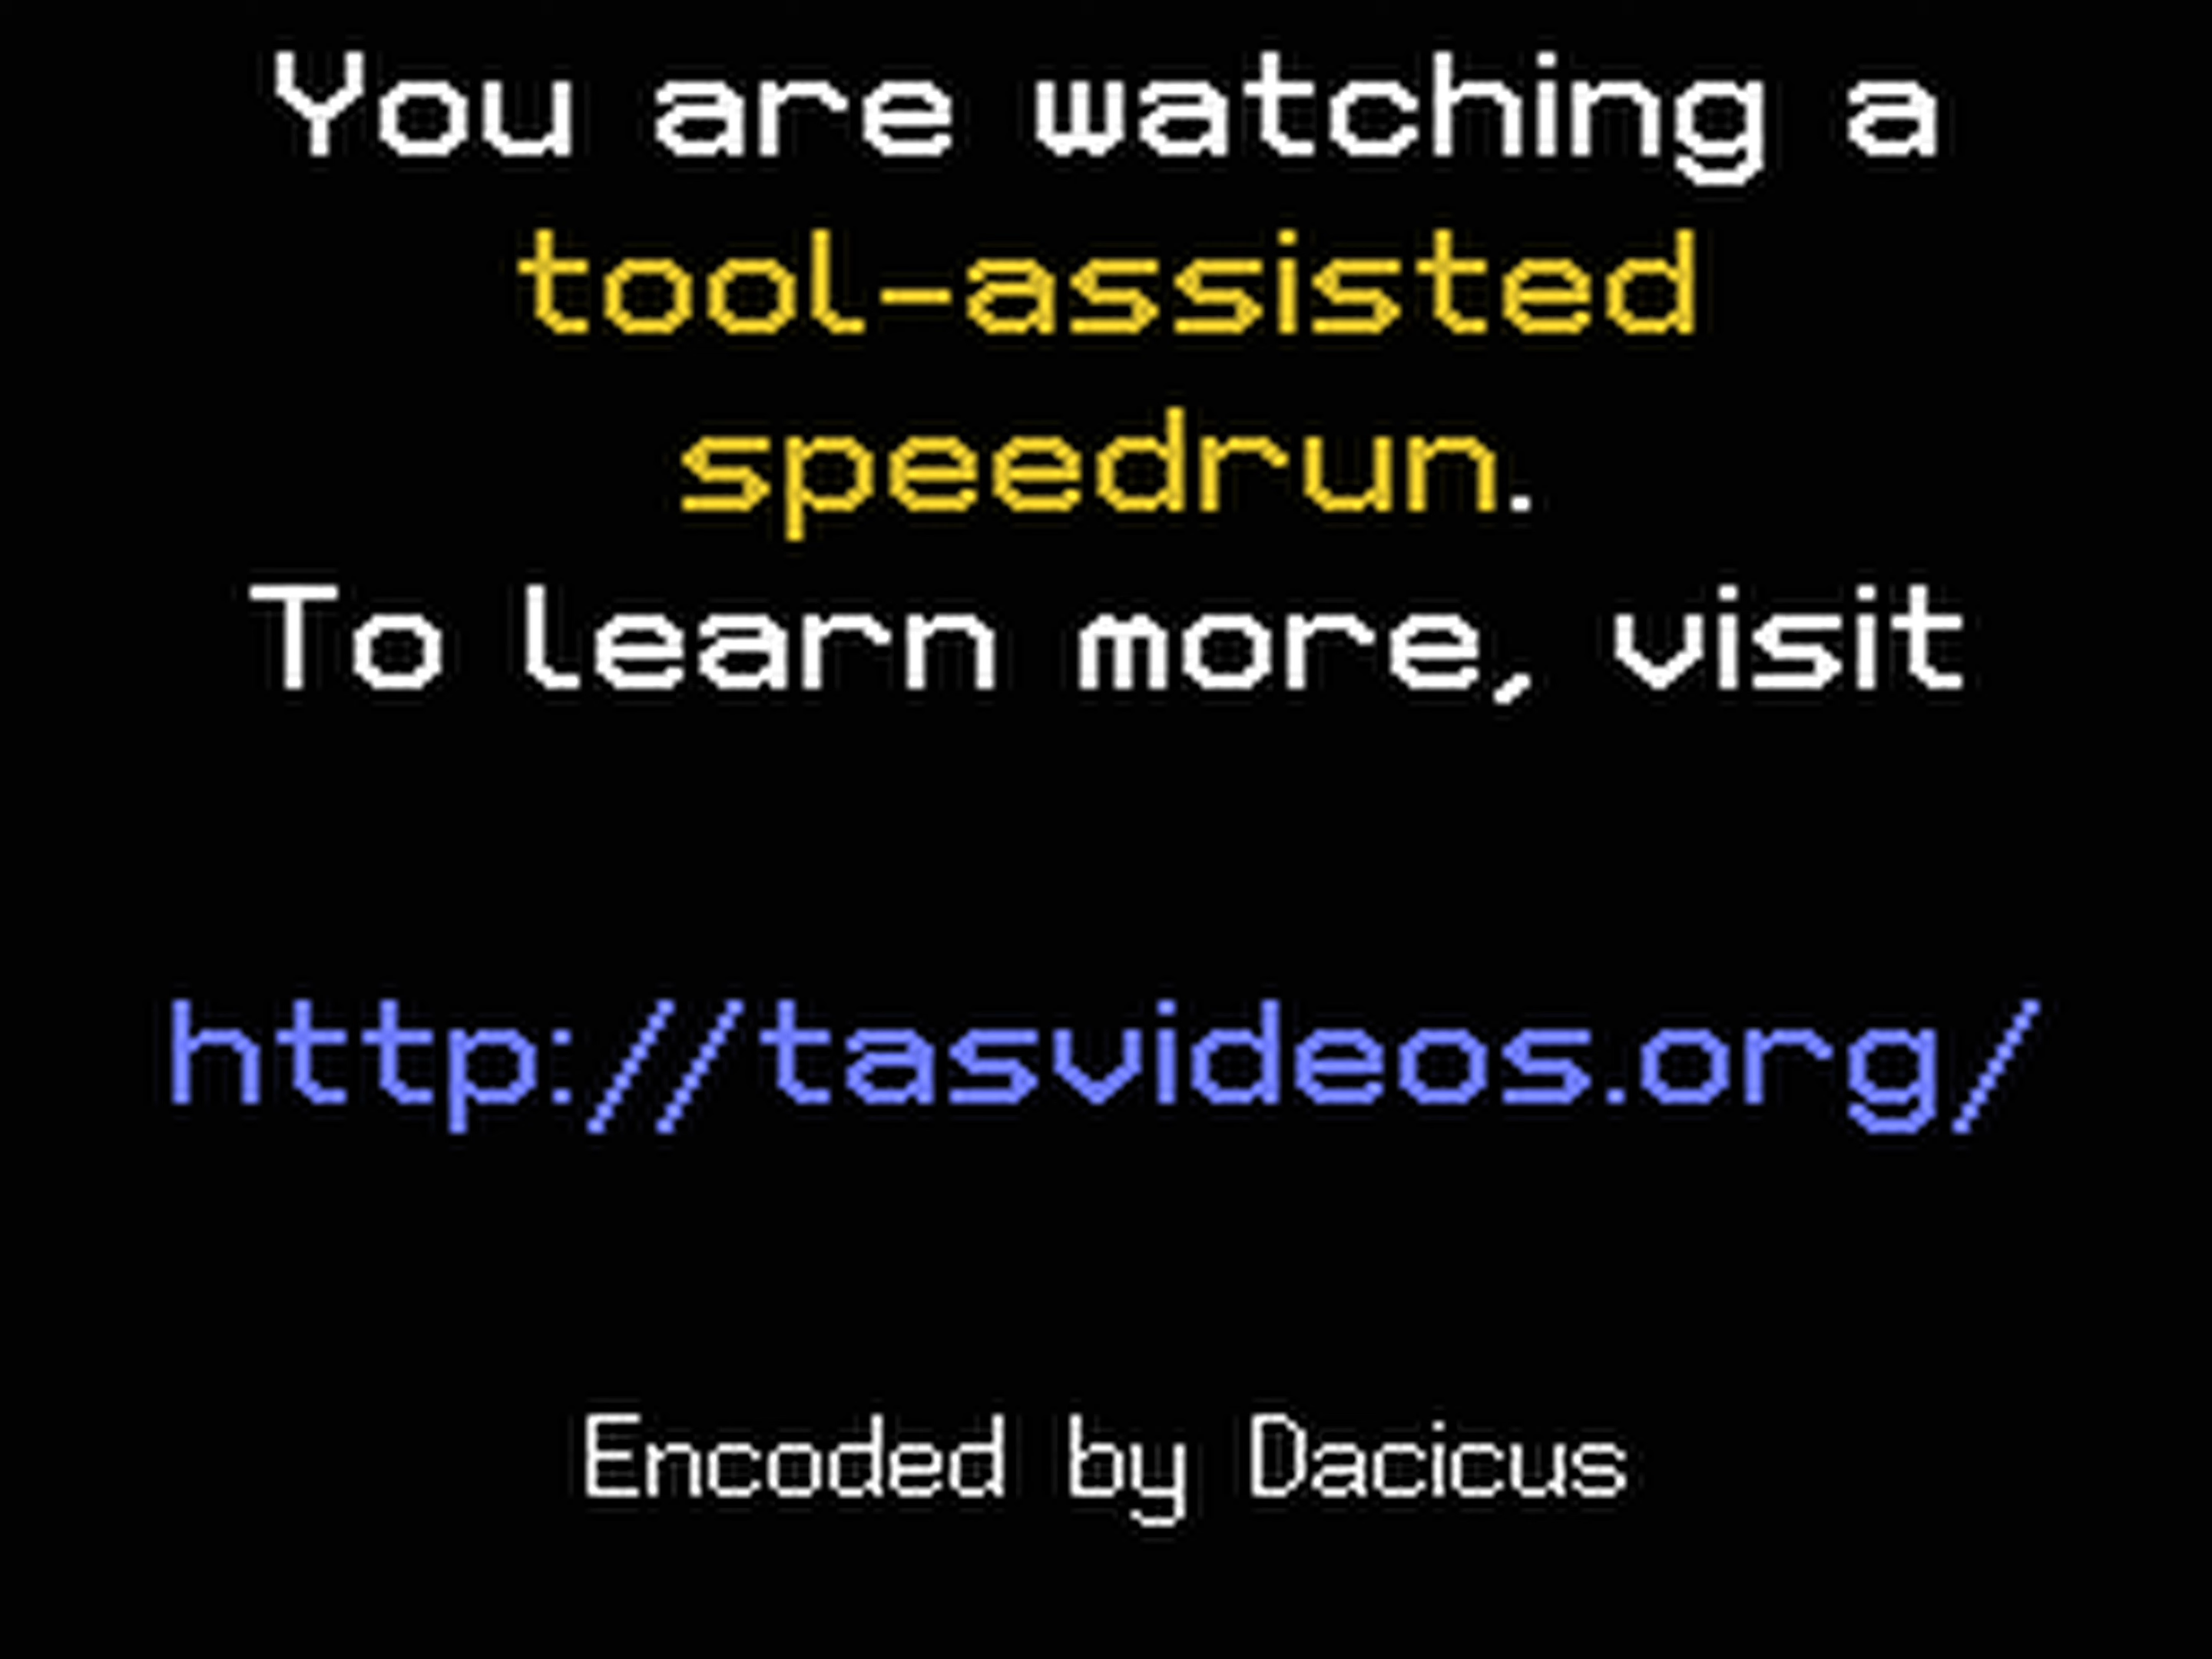 You are watching a
tool-assisted
speedrun.
To learn more, visit
http://tasvideos.org/
Encoded by Dacicus